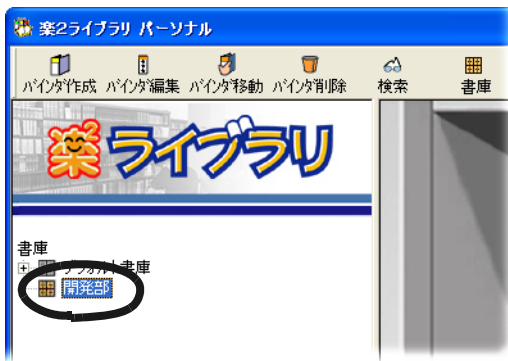 楽2ライブラリ パーソナル
バインダ作成 バインダ編集 バインダ移動 バインダ削除 検索 書庫
楽 ライブラリ
書庫
デフォルト書庫
開発部